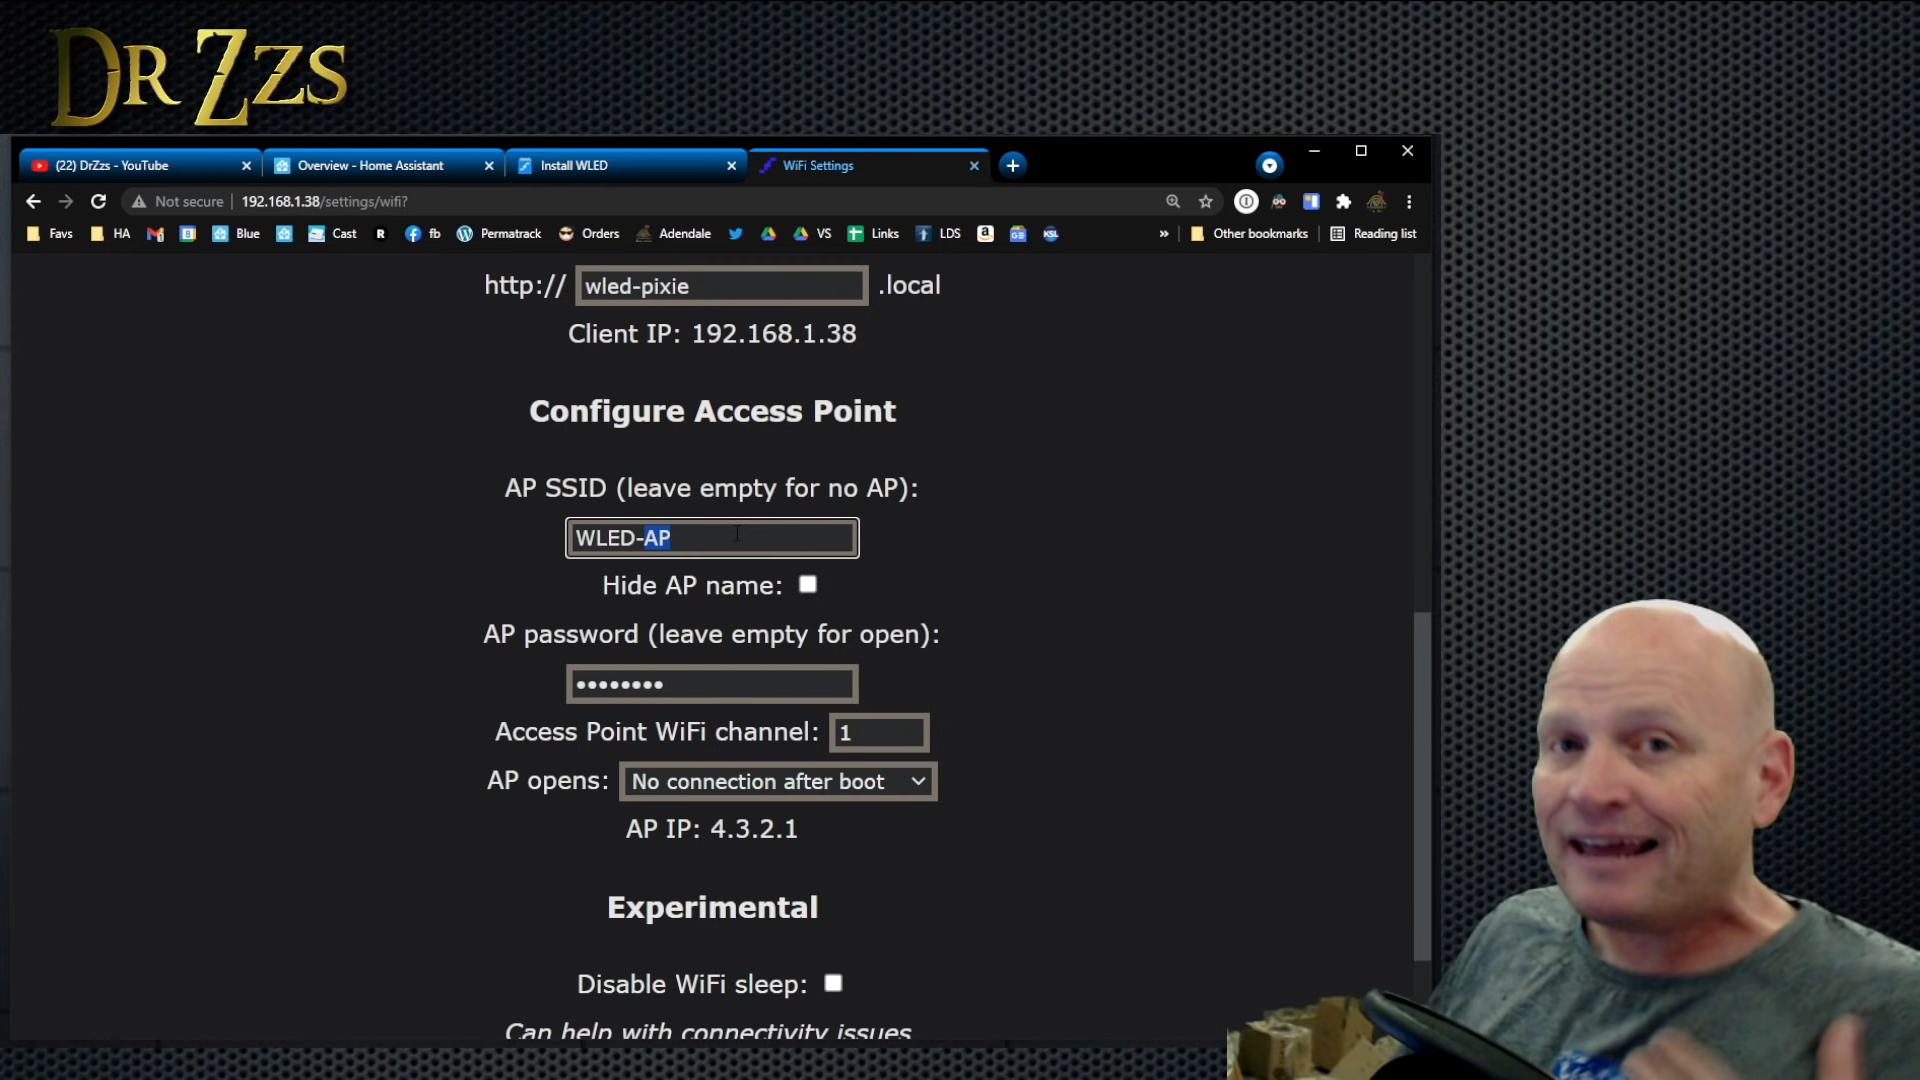 DR ZZS
(22) DrZzs - YouTube
Overview - Home Assistant
Install WLED
WiFi Settings
Not secure | 192.168.1.38/settings/wifi?
Favs
HA
8
Blue
Cast
R
fb
Permatrack
Orders
Adendale
VS
Links
LDS
a
KSL
»
Other bookmarks
Reading list
http:// wled-pixie .local
Client IP: 192.168.1.38
Configure Access Point
AP SSID (leave empty for no AP):
WLED-AP
Hide AP name:
AP password (leave empty for open):
••••••••
Access Point WiFi channel: 1
AP opens: No connection after boot
AP IP: 4.3.2.1
Experimental
Disable WiFi sleep:
Can help with connectivity issues